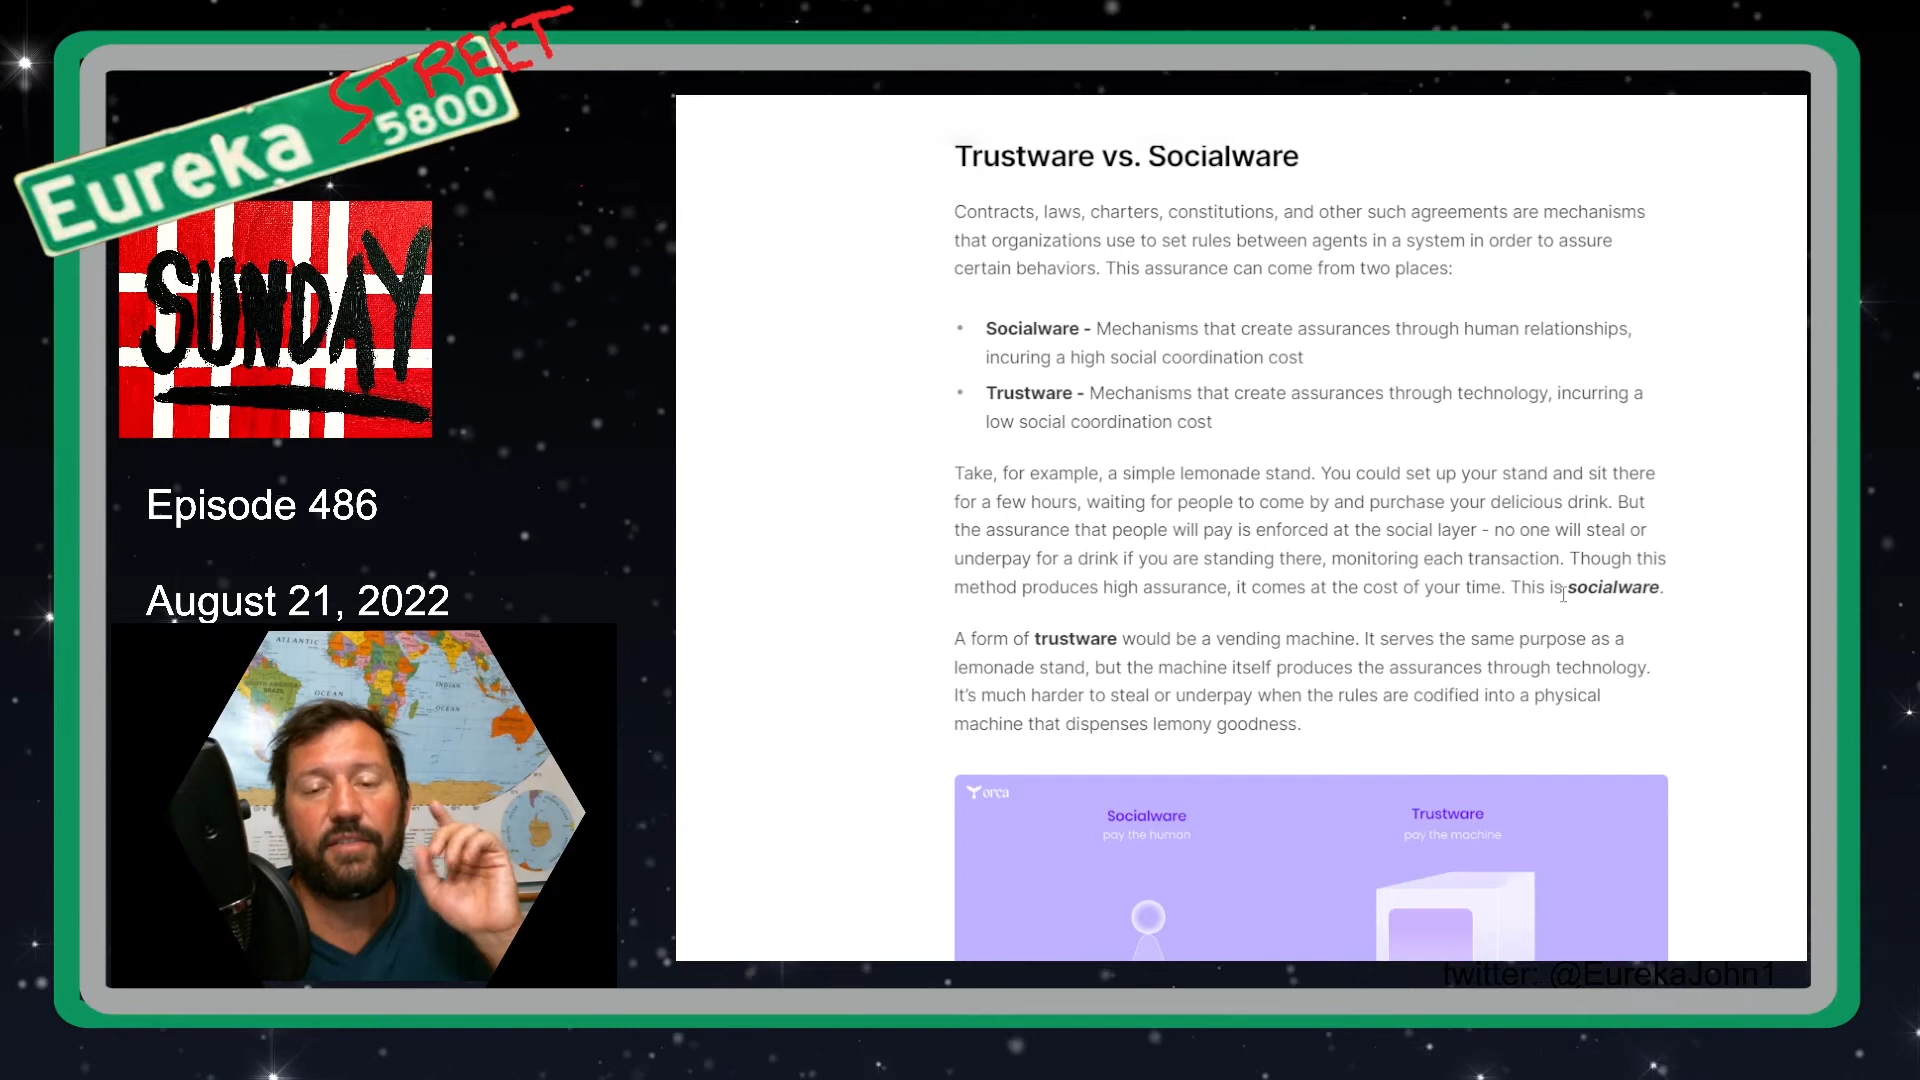 Eureka
STREET
5800
SUNDAY
Episode 486
August 21, 2022
ATLANTIC
OCEAN
INDIAN
OCEAN
Trustware vs. Socialware
Contracts, laws, charters, constitutions, and other such agreements are mechanisms
that organizations use to set rules between agents in a system in order to assure
certain behaviors. This assurance can come from two places:
• Socialware - Mechanisms that create assurances through human relationships,
incuring a high social coordination cost
• Trustware - Mechanisms that create assurances through technology, incurring a
low social coordination cost
Take, for example, a simple lemonade stand. You could set up your stand and sit there
for a few hours, waiting for people to come by and purchase your delicious drink. But
the assurance that people will pay is enforced at the social layer - no one will steal or
underpay for a drink if you are standing there, monitoring each transaction. Though this
method produces high assurance, it comes at the cost of your time. This is socialware.
A form of trustware would be a vending machine. It serves the same purpose as a
lemonade stand, but the machine itself produces the assurances through technology.
It’s much harder to steal or underpay when the rules are codified into a physical
machine that dispenses lemony goodness.
orca
Socialware
pay the human
Trustware
pay the machine
twitter: @EurekaJohn1